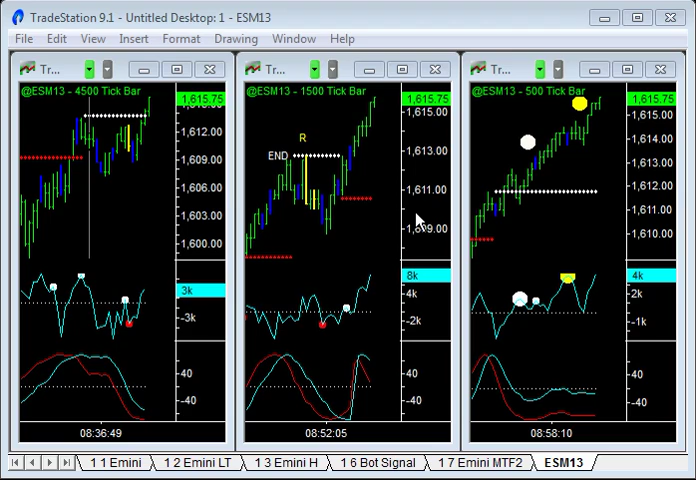 TradeStation 9.1 - Untitled Desktop: 1 - ESM13
File Edit View Insert Format Drawing Window Help
Tr...
@ESM13 - 4500 Tick Bar
1,615.75
1,612.00
1,609.00
1,606.00
1,603.00
1,600.00
3k
-3k
40
-40
08:36:49
Tr...
@ESM13 - 1500 Tick Bar
R
END
1,615.75
1,615.00
1,613.00
1,611.00
1,609.00
8k
4k
-2k
40
-40
08:52:05
Tr...
@ESM13 - 500 Tick Bar
1,615.75
1,614.00
1,613.00
1,612.00
1,611.00
1,610.00
4k
2k
-1k
40
-40
08:58:10
1 1 Emini 1 2 Emini LT 1 3 Emini H 1 6 Bot Signal 1 7 Emini MTF2 ESM13